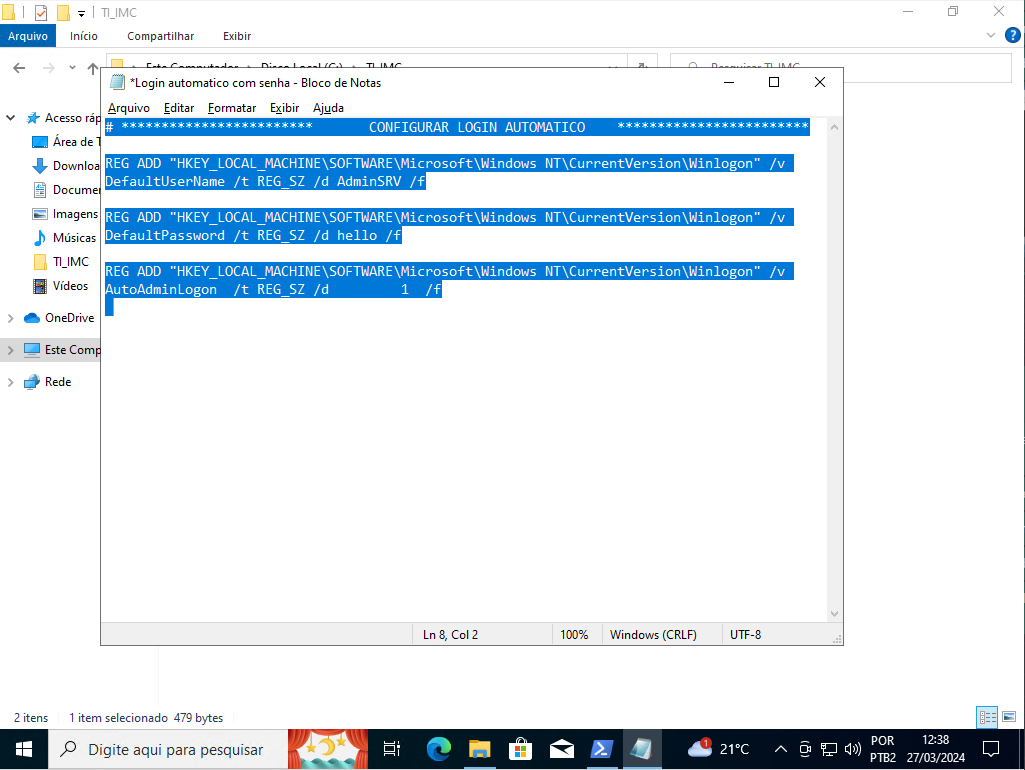 TI_IMC
Arquivo
Início
Compartilhar
Exibir
Este Computador
Disco Local (C:)
TI_IMC
Pesquisar TI_IMC
*Login automatico com senha - Bloco de Notas
Arquivo Editar Formatar Exibir Ajuda
# ************************ CONFIGURAR LOGIN AUTOMATICO ************************
REG ADD "HKEY_LOCAL_MACHINE\SOFTWARE\Microsoft\Windows NT\CurrentVersion\Winlogon" /v
DefaultUserName /t REG_SZ /d AdminSRV /f
REG ADD "HKEY_LOCAL_MACHINE\SOFTWARE\Microsoft\Windows NT\CurrentVersion\Winlogon" /v
DefaultPassword /t REG_SZ /d hello /f
REG ADD "HKEY_LOCAL_MACHINE\SOFTWARE\Microsoft\Windows NT\CurrentVersion\Winlogon" /v
AutoAdminLogon /t REG_SZ /d 1 /f
Acesso ráp
Área de T
Downloa
Documen
Imagens
Músicas
TI_IMC
Vídeos
OneDrive
Este Comp
Rede
Ln 8, Col 2
100%
Windows (CRLF)
UTF-8
2 itens
1 item selecionado 479 bytes
Digite aqui para pesquisar
1
21°C
POR
PTB2
12:38
27/03/2024